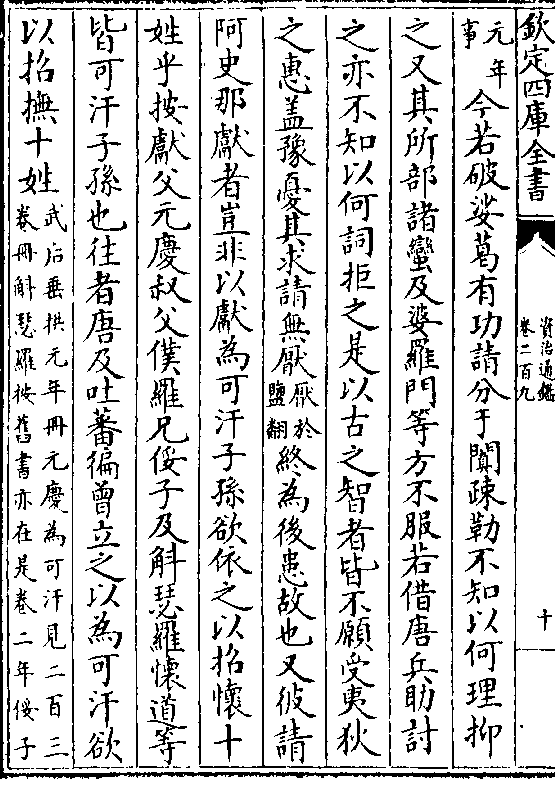 欽定四庫全書
資治通鑑
卷二百九
十
元年
事今若破娑葛有功請分于闐疎勒不知以何理抑
之又其所部諸蠻及婆羅門等方不服若借唐兵助討
之亦不知以何詞拒之是以古之智者皆不願受夷狄
之惠蓋豫憂其求請無厭厭於
鹽翻終為後患故也又彼請
阿史那獻者豈非以獻為可汗子孫欲依之以招懷十
姓乎按獻父元慶叔父僕羅兄俀子及斛瑟羅懷道等
皆可汗子孫也往者唐及吐蕃徧曾立之以為可汗欲
以招撫十姓武后垂拱元年冊元慶為可汗見二百三
卷冊斛瑟羅按舊書亦在是卷二年俀子